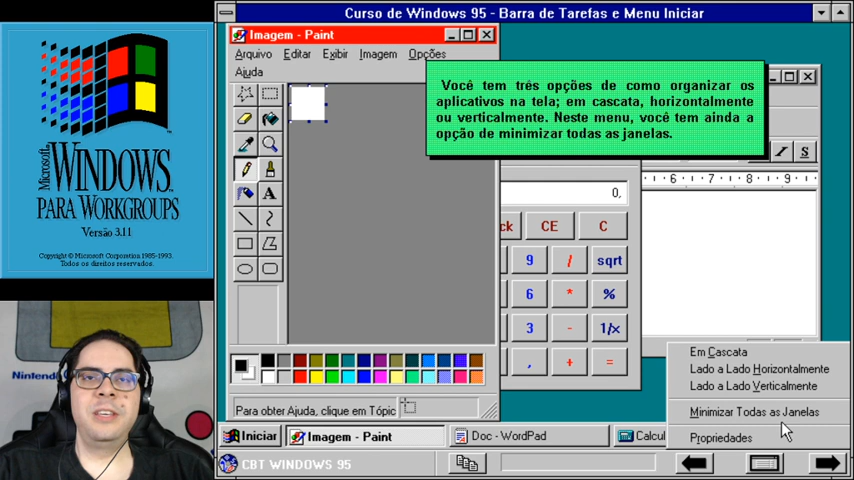 Curso de Windows 95 - Barra de Tarefas e Menu Iniciar
Imagem - Paint
Arquivo Editar Exibir Imagem Opções
Ajuda
Você tem três opções de como organizar os
aplicativos na tela; em cascata, horizontalmente
ou verticalmente. Neste menu, você tem ainda a
opção de minimizar todas as janelas.
Microsoft
WINDOWS
PARA WORKGROUPS
Versão 3.11
Copyright © Microsoft Corporation 1985-1993.
Todos os direitos reservados.
A
I S
6 7 8 9
0,
ck CE C
9 / sqrt
6 * %
3 - 1/x
, + =
Em Cascata
Lado a Lado Horizontalmente
Lado a Lado Verticalmente
Minimizar Todas as Janelas
Propriedades
Para obter Ajuda, clique em Tópic
Iniciar Imagem - Paint Doc - WordPad Calcul
CBT WINDOWS 95
Nintendo